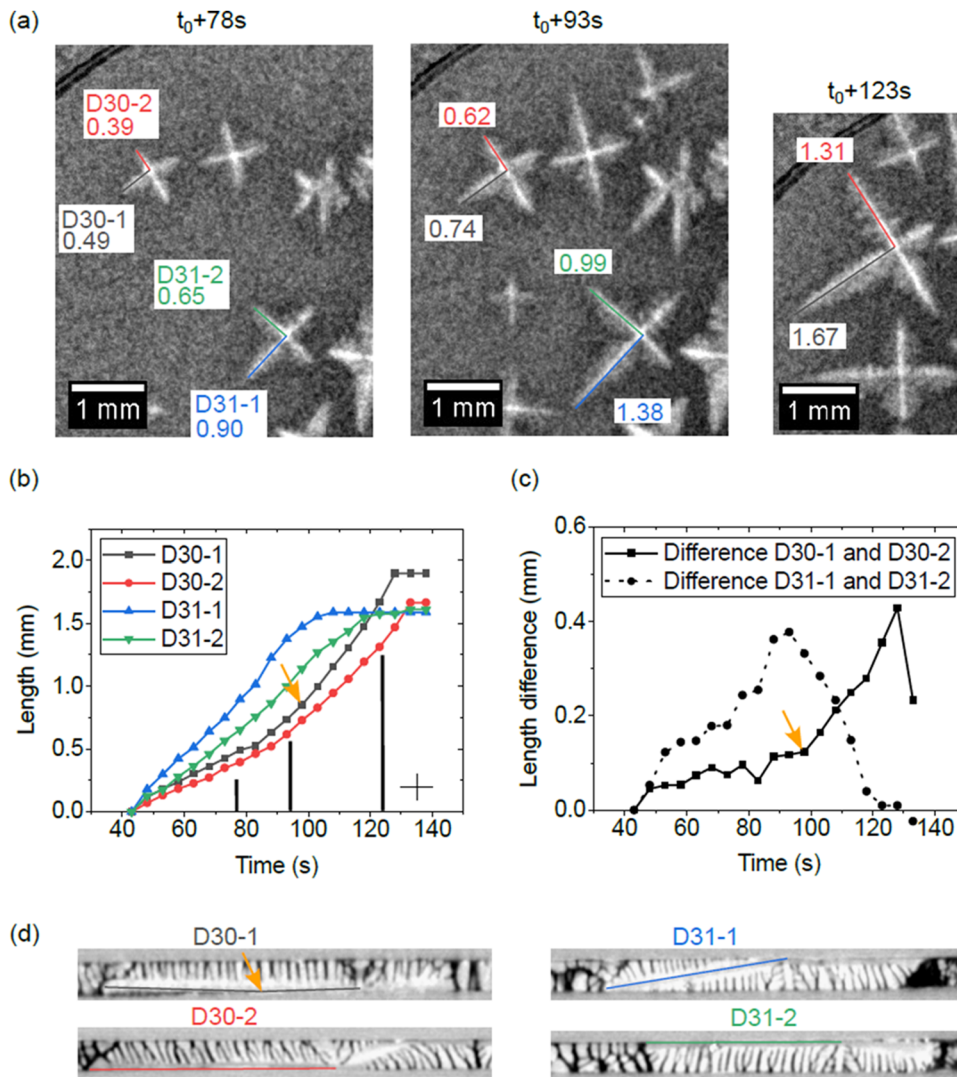 (a)
t₀+78s
t₀+93s
t₀+123s
D30-2
0.39
D30-1
0.49
D31-2
0.65
D31-1
0.90
1 mm
0.62
0.74
0.99
1.38
1 mm
1.31
1.67
1 mm
(b)
Length (mm)
2.0
1.5
1.0
0.5
0.0
D30-1
D30-2
D31-1
D31-2
40 60 80 100 120 140
Time (s)
(c)
Length difference (mm)
0.6
0.4
0.2
0.0
Difference D30-1 and D30-2
Difference D31-1 and D31-2
40 60 80 100 120 140
Time (s)
(d)
D30-1
D30-2
D31-1
D31-2